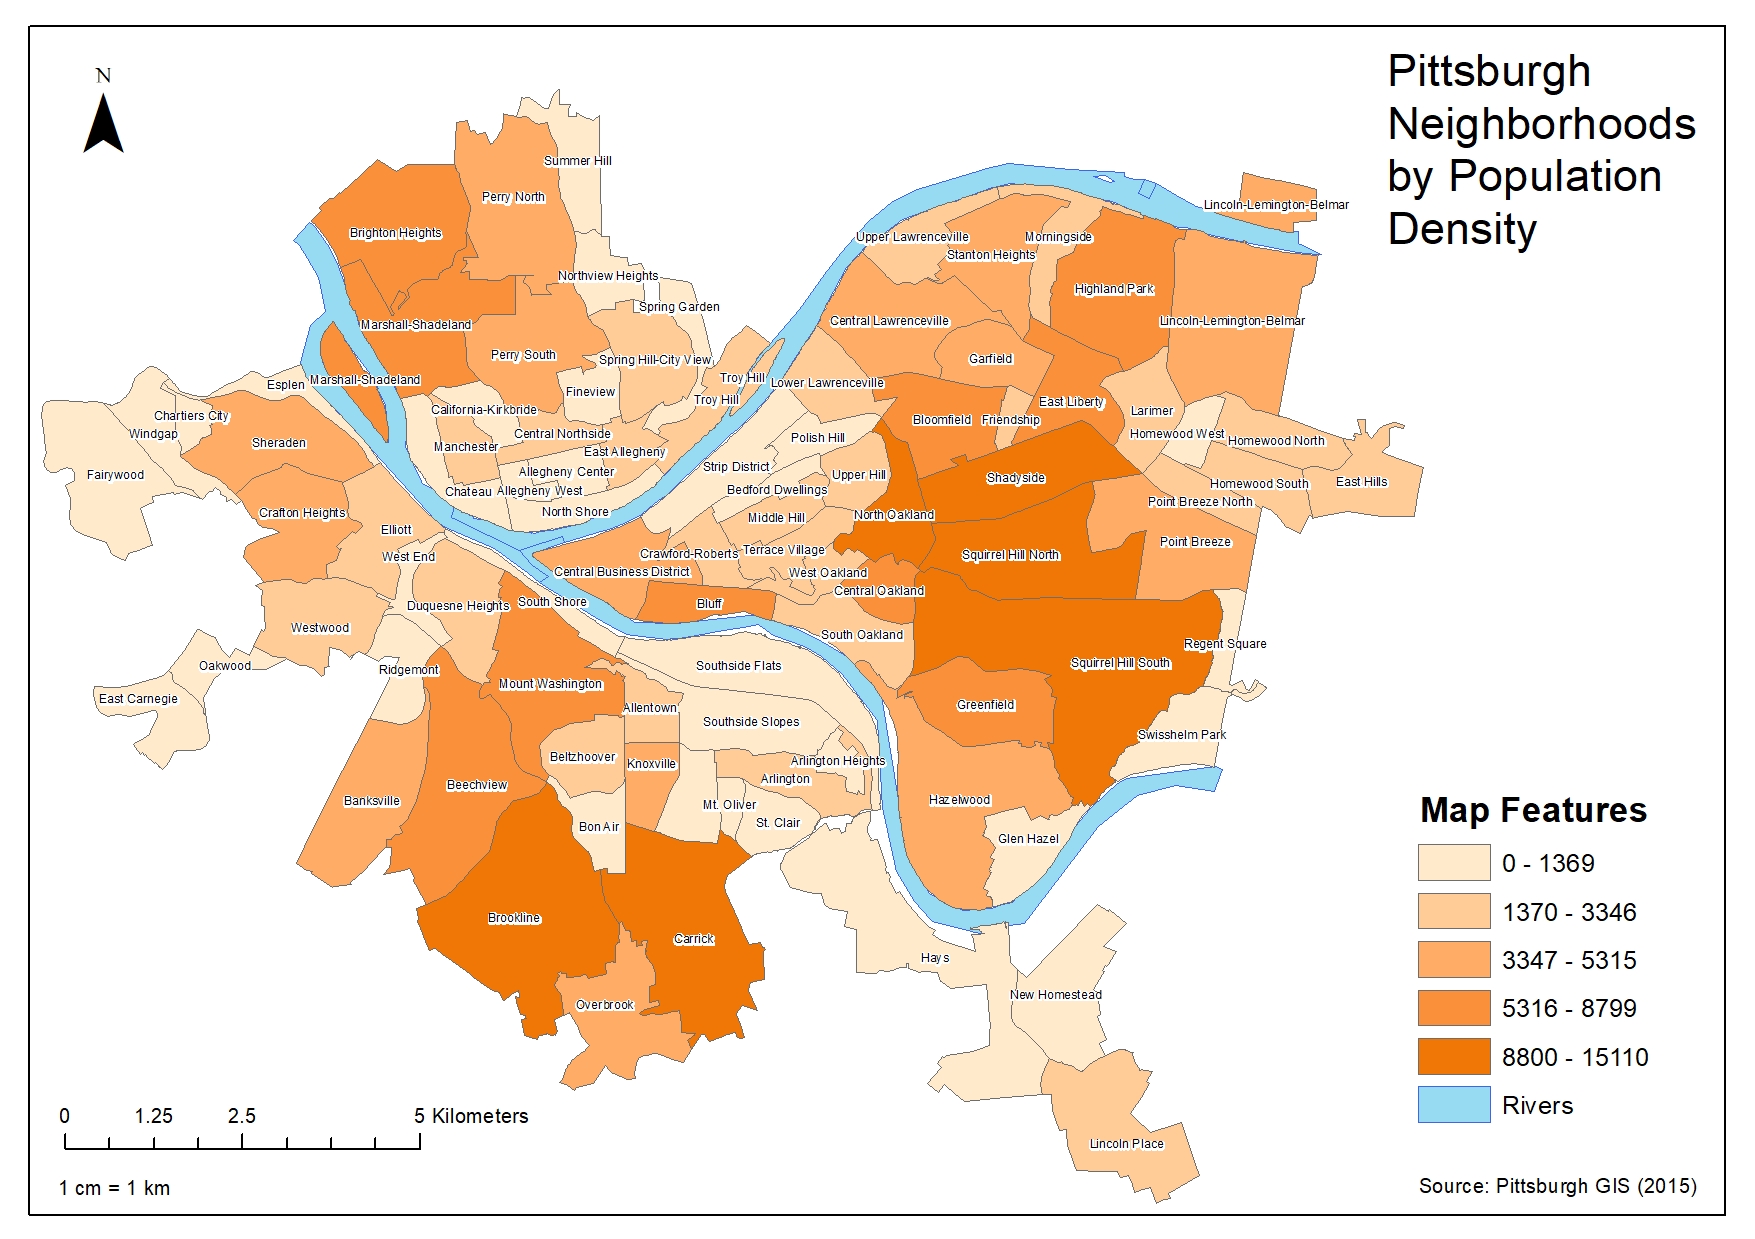 Pittsburgh
Neighborhoods
by Population
Density
N
Summer Hill
Perry North
Lincoln-Lemington-Belmar
Brighton Heights
Upper Lawrenceville
Morningside
Stanton Heights
Northview Heights
Highland Park
Spring Garden
Marshall-Shadeland
Central Lawrenceville
Lincoln-Lemington-Belmar
Perry South
Spring Hill-City View
Garfield
Esplen
Marshall-Shadeland
Troy Hill
Lower Lawrenceville
Fineview
Troy Hill
East Liberty
California-Kirkbride
Larimer
Chartiers City
Bloomfield
Friendship
Windgap
Central Northside
Polish Hill
Homewood West
Homewood North
Sheraden
Manchester
East Allegheny
Strip District
Fairywood
Allegheny Center
Upper Hill
Shadyside
Homewood South
East Hills
Chateau
Allegheny West
Bedford Dwellings
Point Breeze North
Crafton Heights
North Shore
Middle Hill
North Oakland
Elliott
Point Breeze
West End
Crawford-Roberts
Terrace Village
Squirrel Hill North
Central Business District
West Oakland
Central Oakland
Duquesne Heights
South Shore
Bluff
Westwood
South Oakland
Regent Square
Oakwood
Ridgemont
Southside Flats
Squirrel Hill South
East Carnegie
Mount Washington
Allentown
Greenfield
Southside Slopes
Swisshelm Park
Beltzhoover
Knoxville
Arlington Heights
Arlington
Beechview
Banksville
Mt. Oliver
Hazelwood
Bon Air
St. Clair
Glen Hazel
Brookline
Carrick
Hays
Overbrook
New Homestead
Lincoln Place
Map Features
0 - 1369
1370 - 3346
3347 - 5315
5316 - 8799
8800 - 15110
Rivers
0 1.25 2.5 5 Kilometers
1 cm = 1 km
Source: Pittsburgh GIS (2015)